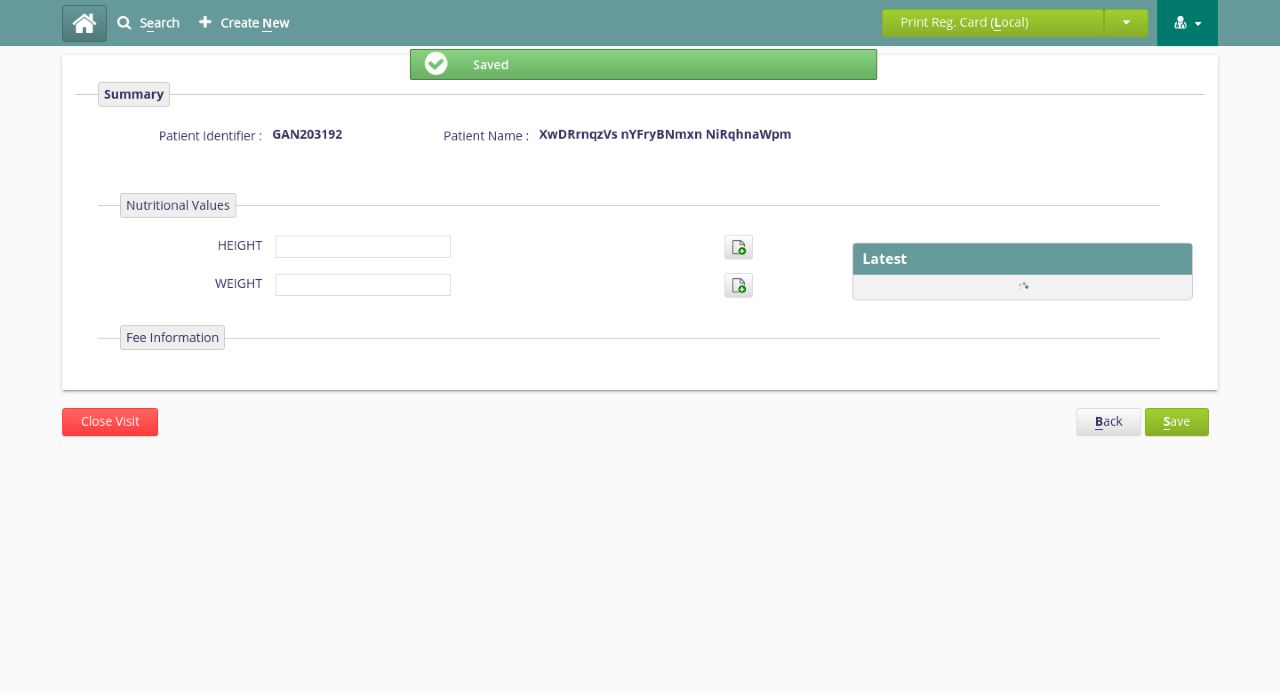 Search Create New Print Reg. Card (Local)
Saved
Summary
Patient Identifier : GAN203192 Patient Name : XwDRrnqzVs nYFryBNmxn NiRqhnaWpm
Nutritional Values
HEIGHT
Latest
WEIGHT
Fee Information
Close Visit Back Save